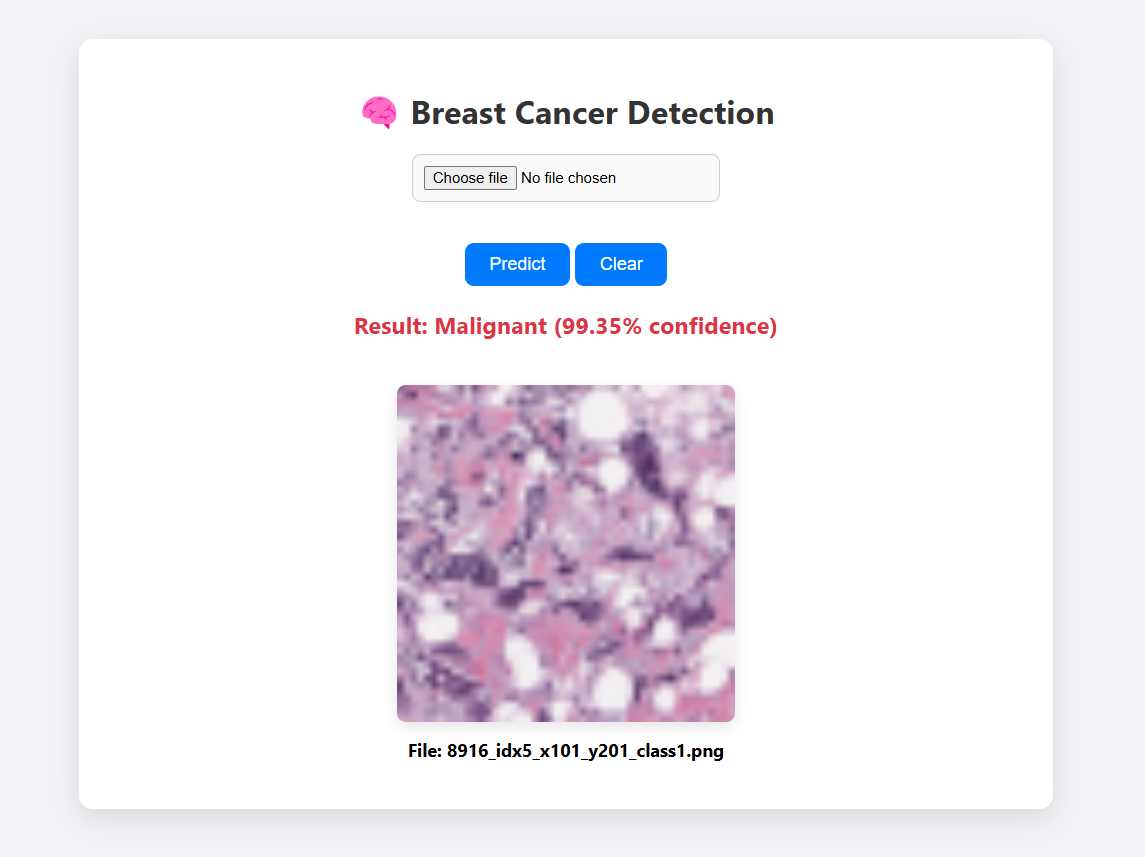 🧠 Breast Cancer Detection
Choose file No file chosen
Predict Clear
Result: Malignant (99.35% confidence)
File: 8916_idx5_x101_y201_class1.png